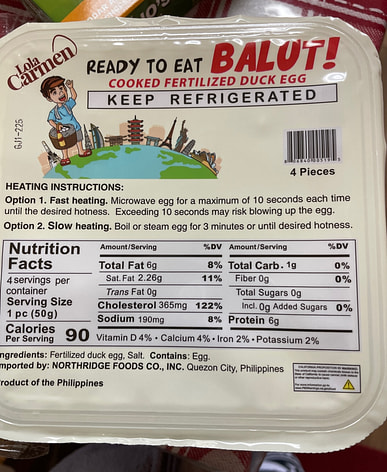 Lola
Carmen
READY TO EAT BALUT!
COOKED FERTILIZED DUCK EGG
KEEP REFRIGERATED
GJ1-225
4 Pieces
HEATING INSTRUCTIONS:
Option 1. Fast heating. Microwave egg for a maximum of 10 seconds each time
until the desired hotness. Exceeding 10 seconds may risk blowing up the egg.
Option 2. Slow heating. Boil or steam egg for 3 minutes or until desired hotness.
Nutrition
Facts
4 servings per
container
Serving Size
1 pc (50g)
Calories
Per Serving 90
Amount/Serving %DV
Total Fat 6g 8%
Sat.Fat 2.26g 11%
Trans Fat 0g
Cholesterol 365mg 122%
Sodium 190mg 8%
Amount/Serving %DV
Total Carb. 1g 0%
Fiber 0g 0%
Total Sugars 0g
Incl. 0g Added Sugars 0%
Protein 6g
Vitamin D 4% • Calcium 4% • Iron 2% • Potassium 2%
ngredients: Fertilized duck egg, Salt. Contains: Egg.
mported by: NORTHRIDGE FOODS CO., INC. Quezon City, Philippines
roduct of the Philippines